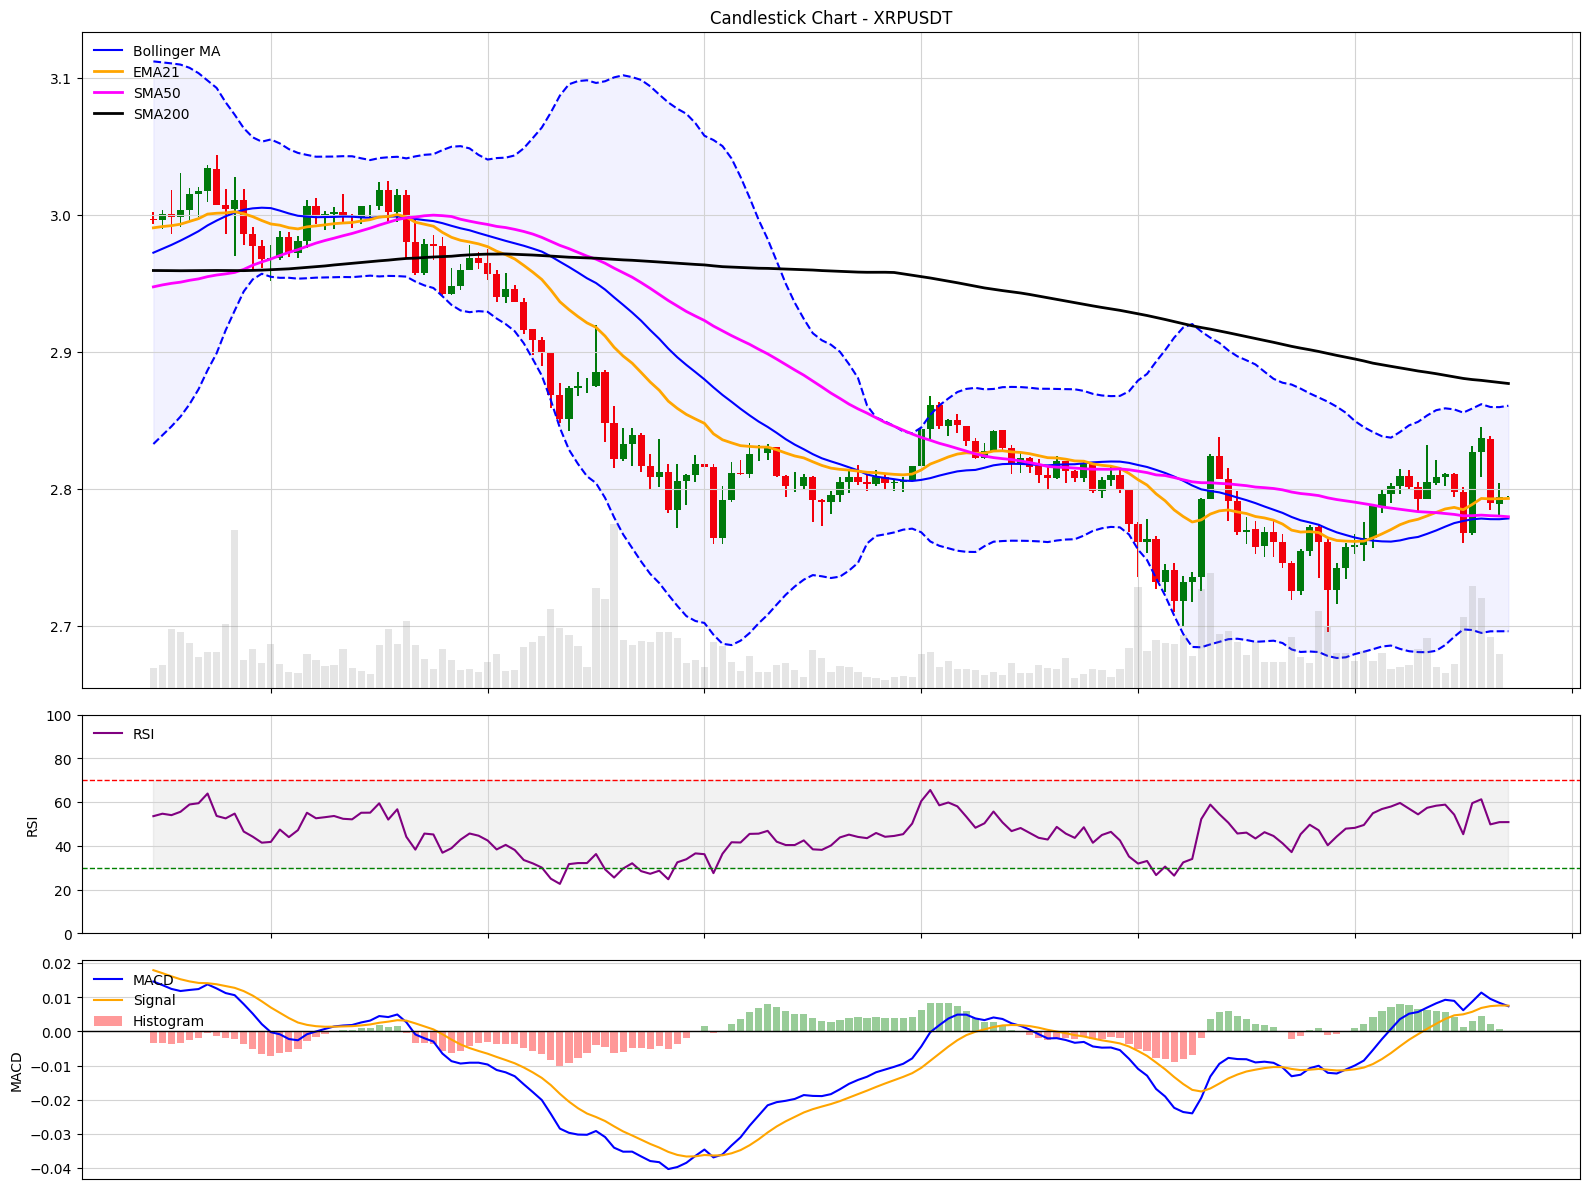 Candlestick Chart - XRPUSDT
Bollinger MA
EMA21
SMA50
SMA200
3.1
3.0
2.9
2.8
2.7
RSI
100
80
60
40
20
0
RSI
MACD
Signal
Histogram
0.02
0.01
0.00
−0.01
−0.02
−0.03
−0.04
MACD